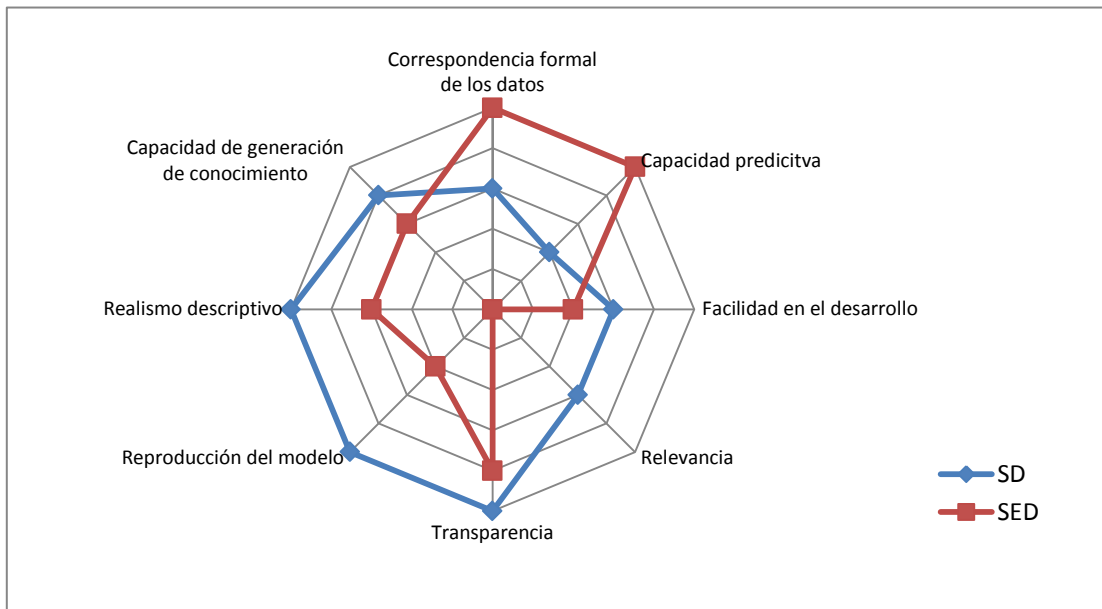 Correspondencia formal
de los datos
Capacidad de generación
de conocimiento
Capacidad predicitva
Realismo descriptivo
Facilidad en el desarrollo
Reproducción del modelo
Relevancia
Transparencia
SD
SED